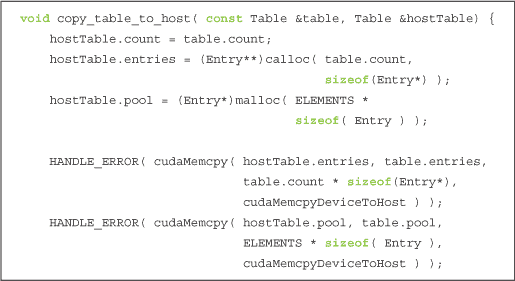 void copy_table_to_host( const Table &table, Table &hostTable) {
    hostTable.count = table.count;
    hostTable.entries = (Entry**)calloc( table.count,
                                         sizeof(Entry*) );
    hostTable.pool = (Entry*)malloc( ELEMENTS *
                                     sizeof( Entry ) );

    HANDLE_ERROR( cudaMemcpy( hostTable.entries, table.entries,
                              table.count * sizeof(Entry*),
                              cudaMemcpyDeviceToHost ) );
    HANDLE_ERROR( cudaMemcpy( hostTable.pool, table.pool,
                              ELEMENTS * sizeof( Entry ),
                              cudaMemcpyDeviceToHost ) );